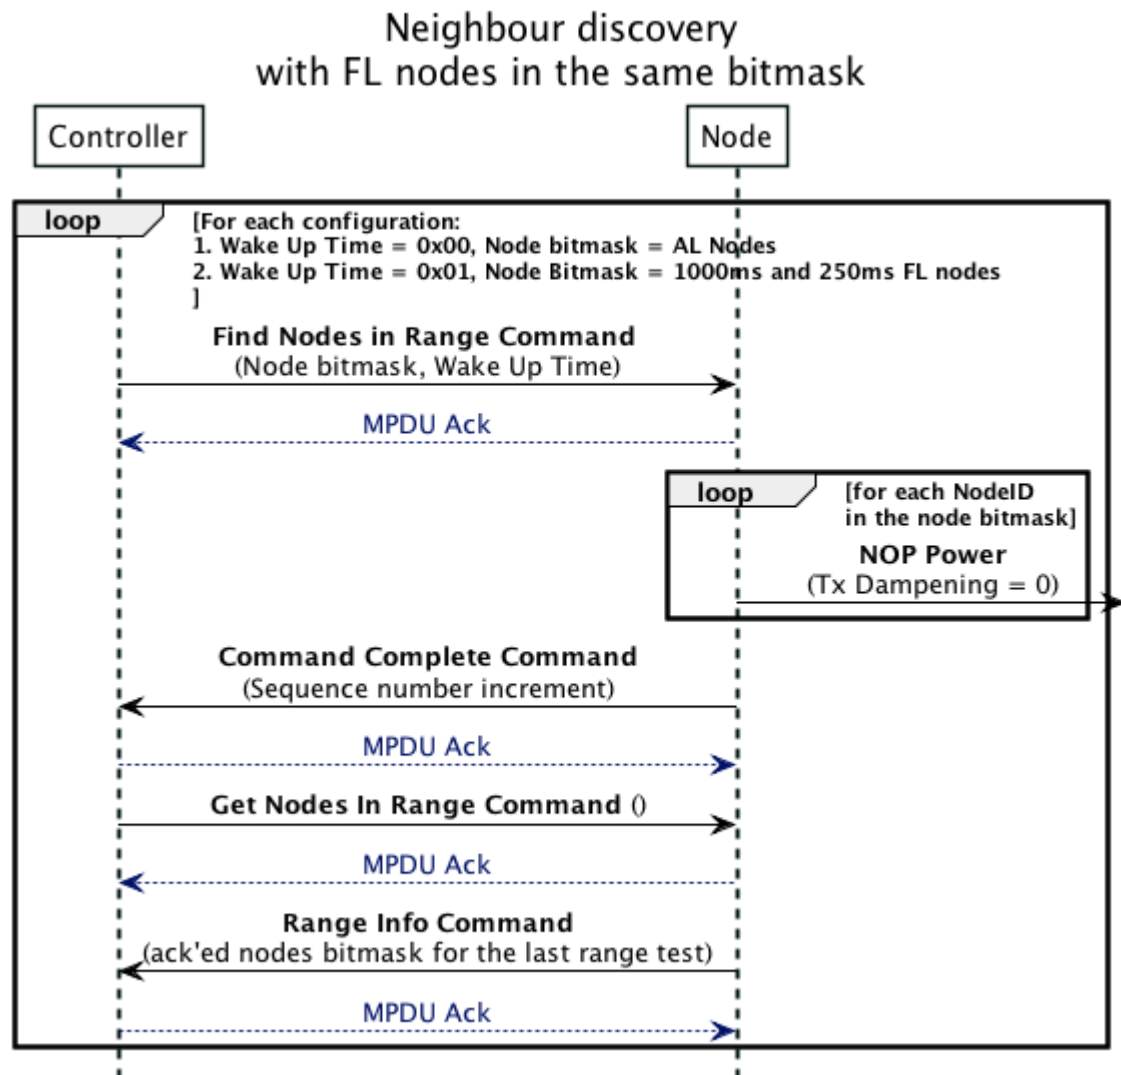 Neighbour discovery
with FL nodes in the same bitmask
Controller
Node
loop
[For each configuration:
1. Wake Up Time = 0x00, Node bitmask = AL Nodes
2. Wake Up Time = 0x01, Node Bitmask = 1000ms and 250ms FL nodes
]
Find Nodes in Range Command
(Node bitmask, Wake Up Time)
MPDU Ack
loop
[for each NodeID
in the node bitmask]
NOP Power
(Tx Dampening = 0)
Command Complete Command
(Sequence number increment)
MPDU Ack
Get Nodes In Range Command ()
MPDU Ack
Range Info Command
(ack'ed nodes bitmask for the last range test)
MPDU Ack